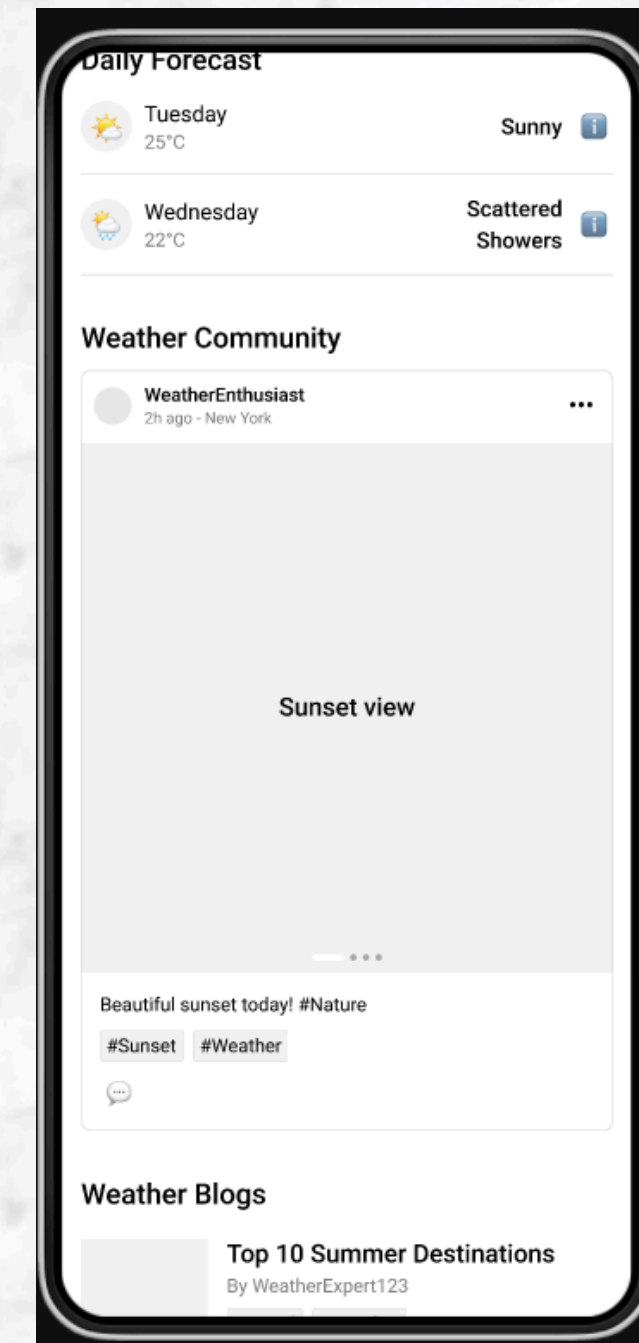 Daily Forecast
Tuesday
25°C
Sunny
Wednesday
22°C
Scattered
Showers
Weather Community
WeatherEnthusiast
2h ago - New York
Sunset view
Beautiful sunset today! #Nature
#Sunset #Weather
Weather Blogs
Top 10 Summer Destinations
By WeatherExpert123